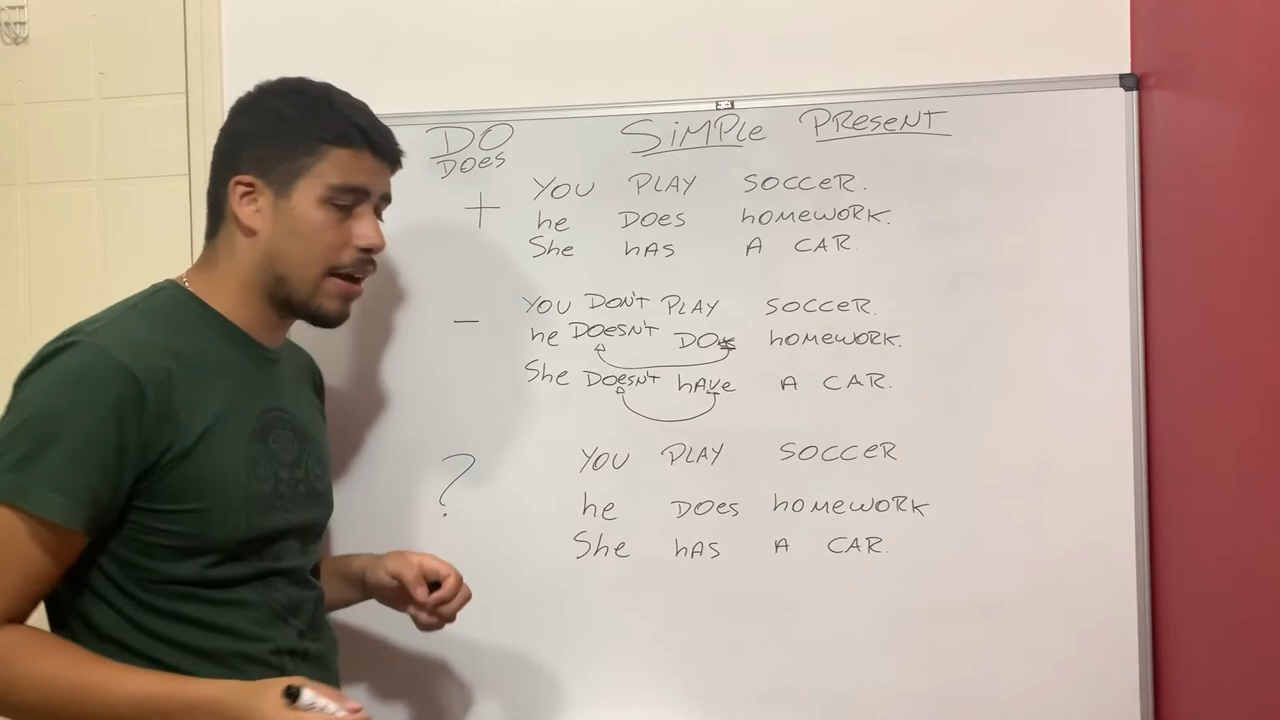 DO
DOES
SiMPLe PReSeNT
+ YOU PLAY SOCCeR.
he DOES hOMeWORK.
She hAS A CAR.
- YOU DON'T PLAY SOCCeR.
he DOeSN'T DO hOMeWORK.
She DOeSN'T hAVe A CAR.
? YOU PLAY SOCCeR
he DOES hOMeWORK
She hAS A CAR.